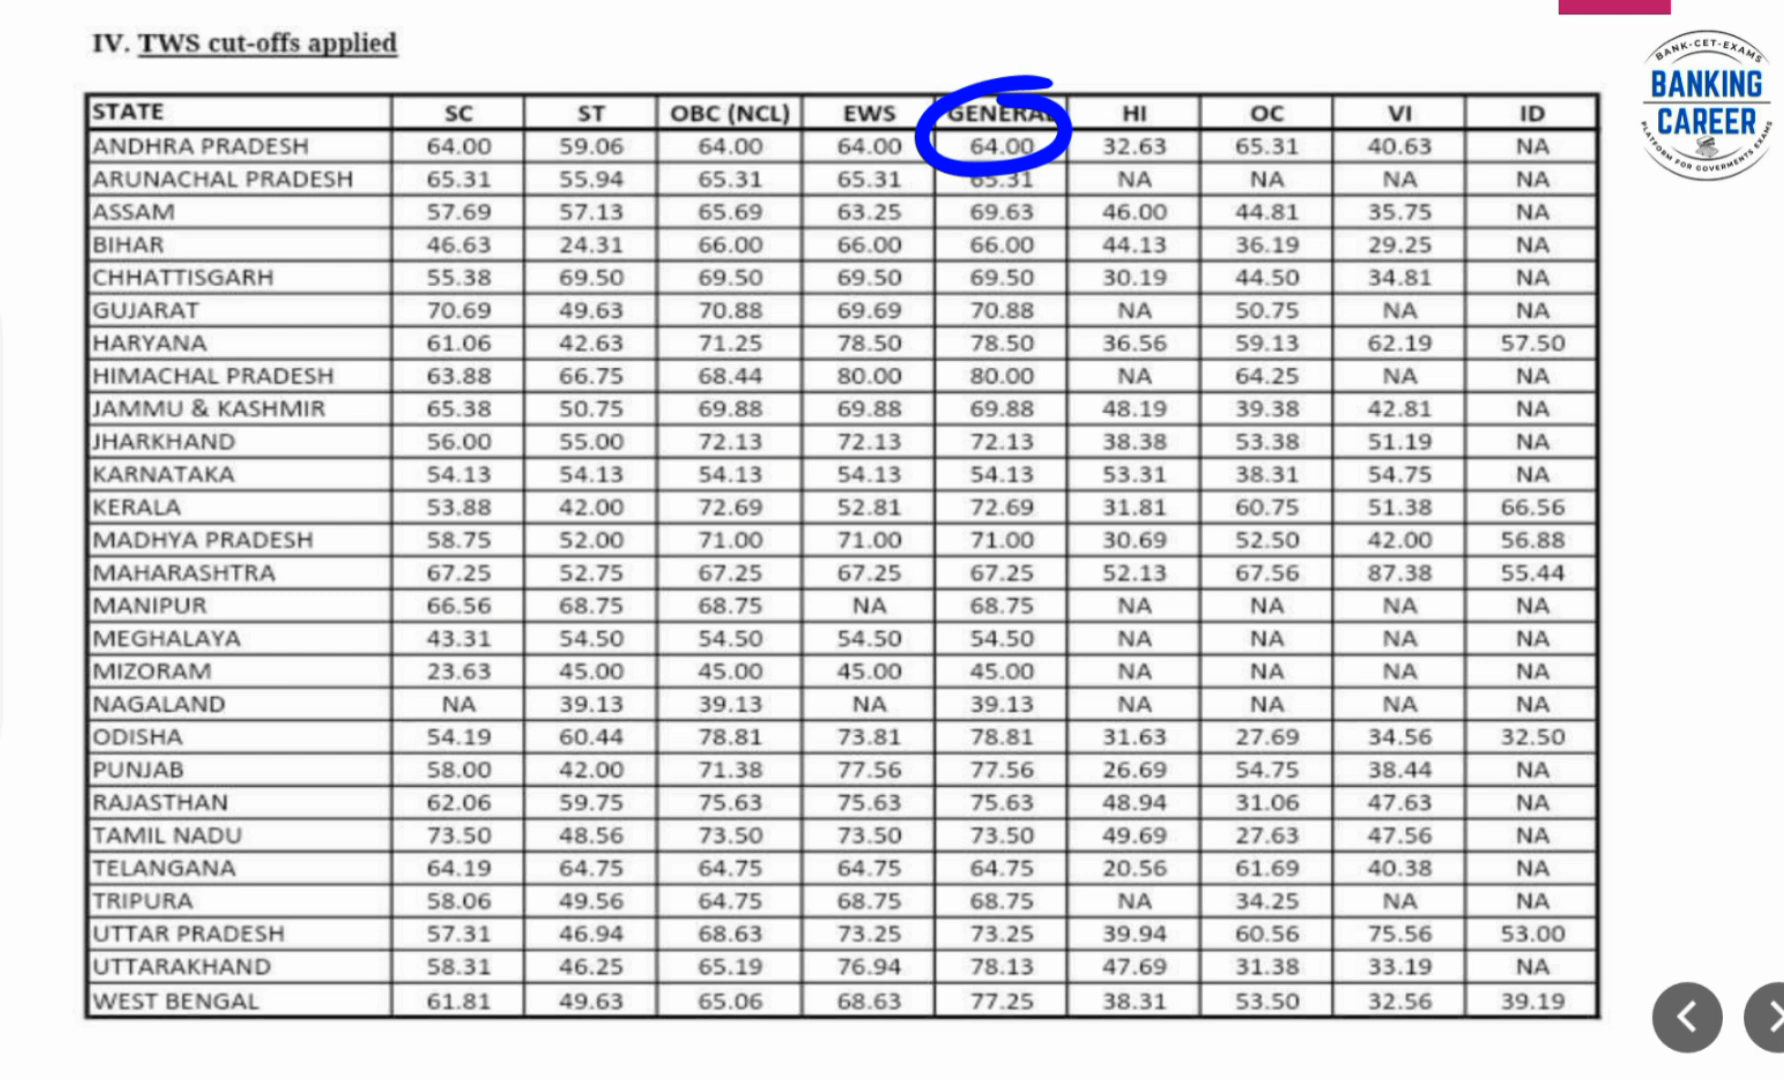 IV. TWS cut-offs applied
STATE SC ST OBC (NCL) EWS GENERAL HI OC VI ID
ANDHRA PRADESH 64.00 59.06 64.00 64.00 64.00 32.63 65.31 40.63 NA
ARUNACHAL PRADESH 65.31 55.94 65.31 65.31 65.31 NA NA NA NA
ASSAM 57.69 57.13 65.69 63.25 69.63 46.00 44.81 35.75 NA
BIHAR 46.63 24.31 66.00 66.00 66.00 44.13 36.19 29.25 NA
CHHATTISGARH 55.38 69.50 69.50 69.50 69.50 30.19 44.50 34.81 NA
GUJARAT 70.69 49.63 70.88 69.69 70.88 NA 50.75 NA NA
HARYANA 61.06 42.63 71.25 78.50 78.50 36.56 59.13 62.19 57.50
HIMACHAL PRADESH 63.88 66.75 68.44 80.00 80.00 NA 64.25 NA NA
JAMMU & KASHMIR 65.38 50.75 69.88 69.88 69.88 48.19 39.38 42.81 NA
JHARKHAND 56.00 55.00 72.13 72.13 72.13 38.38 53.38 51.19 NA
KARNATAKA 54.13 54.13 54.13 54.13 54.13 53.31 38.31 54.75 NA
KERALA 53.88 42.00 72.69 52.81 72.69 31.81 60.75 51.38 66.56
MADHYA PRADESH 58.75 52.00 71.00 71.00 71.00 30.69 52.50 42.00 56.88
MAHARASHTRA 67.25 52.75 67.25 67.25 67.25 52.13 67.56 87.38 55.44
MANIPUR 66.56 68.75 68.75 NA 68.75 NA NA NA NA
MEGHALAYA 43.31 54.50 54.50 54.50 54.50 NA NA NA NA
MIZORAM 23.63 45.00 45.00 45.00 45.00 NA NA NA NA
NAGALAND NA 39.13 39.13 NA 39.13 NA NA NA NA
ODISHA 54.19 60.44 78.81 73.81 78.81 31.63 27.69 34.56 32.50
PUNJAB 58.00 42.00 71.38 77.56 77.56 26.69 54.75 38.44 NA
RAJASTHAN 62.06 59.75 75.63 75.63 75.63 48.94 31.06 47.63 NA
TAMIL NADU 73.50 48.56 73.50 73.50 73.50 49.69 27.63 47.56 NA
TELANGANA 64.19 64.75 64.75 64.75 64.75 20.56 61.69 40.38 NA
TRIPURA 58.06 49.56 64.75 68.75 68.75 NA 34.25 NA NA
UTTAR PRADESH 57.31 46.94 68.63 73.25 73.25 39.94 60.56 75.56 53.00
UTTARAKHAND 58.31 46.25 65.19 76.94 78.13 47.69 31.38 33.19 NA
WEST BENGAL 61.81 49.63 65.06 68.63 77.25 38.31 53.50 32.56 39.19
BANK-CET-EXAMS
BANKING
CAREER
PLATFORM FOR GOVERMENTS EXAMS